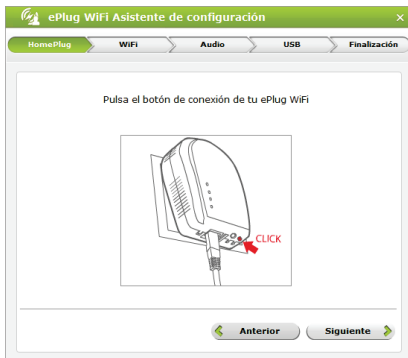 ePlug WiFi Asistente de configuración
HomePlug WiFi Audio USB Finalización
Pulsa el botón de conexión de tu ePlug WiFi
CLICK
Anterior Siguiente